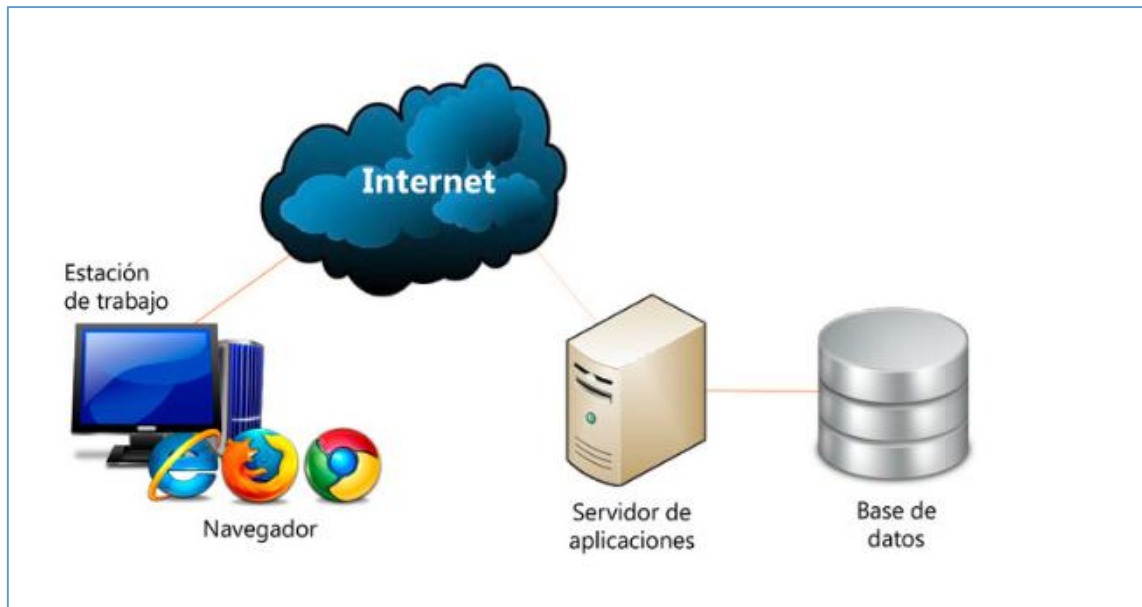 Internet
Estación
de trabajo
Navegador
Servidor de
aplicaciones
Base de
datos